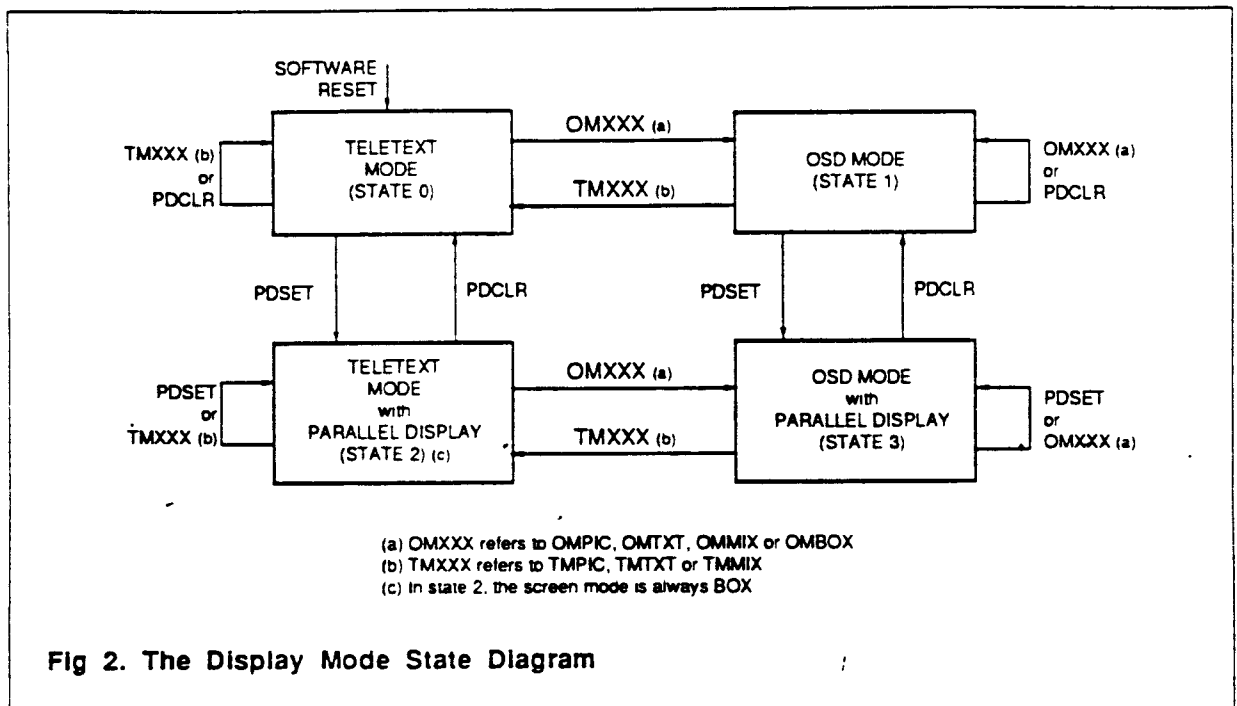 SOFTWARE
RESET
TELETEXT
MODE
(STATE 0)
OMXXX (a)
TMXXX (b)
OSD MODE
(STATE 1)
TMXXX (b)
or
PDCLR
OMXXX (a)
or
PDCLR
PDSET
PDCLR
PDSET
PDCLR
TELETEXT
MODE
with
PARALLEL DISPLAY
(STATE 2) (c)
OMXXX (a)
TMXXX (b)
OSD MODE
with
PARALLEL DISPLAY
(STATE 3)
PDSET
or
TMXXX (b)
PDSET
or
OMXXX (a)
(a) OMXXX refers to OMPIC, OMTXT, OMMIX or OMBOX
(b) TMXXX refers to TMPIC, TMTXT or TMMIX
(c) In state 2, the screen mode is always BOX
Fig 2. The Display Mode State Diagram